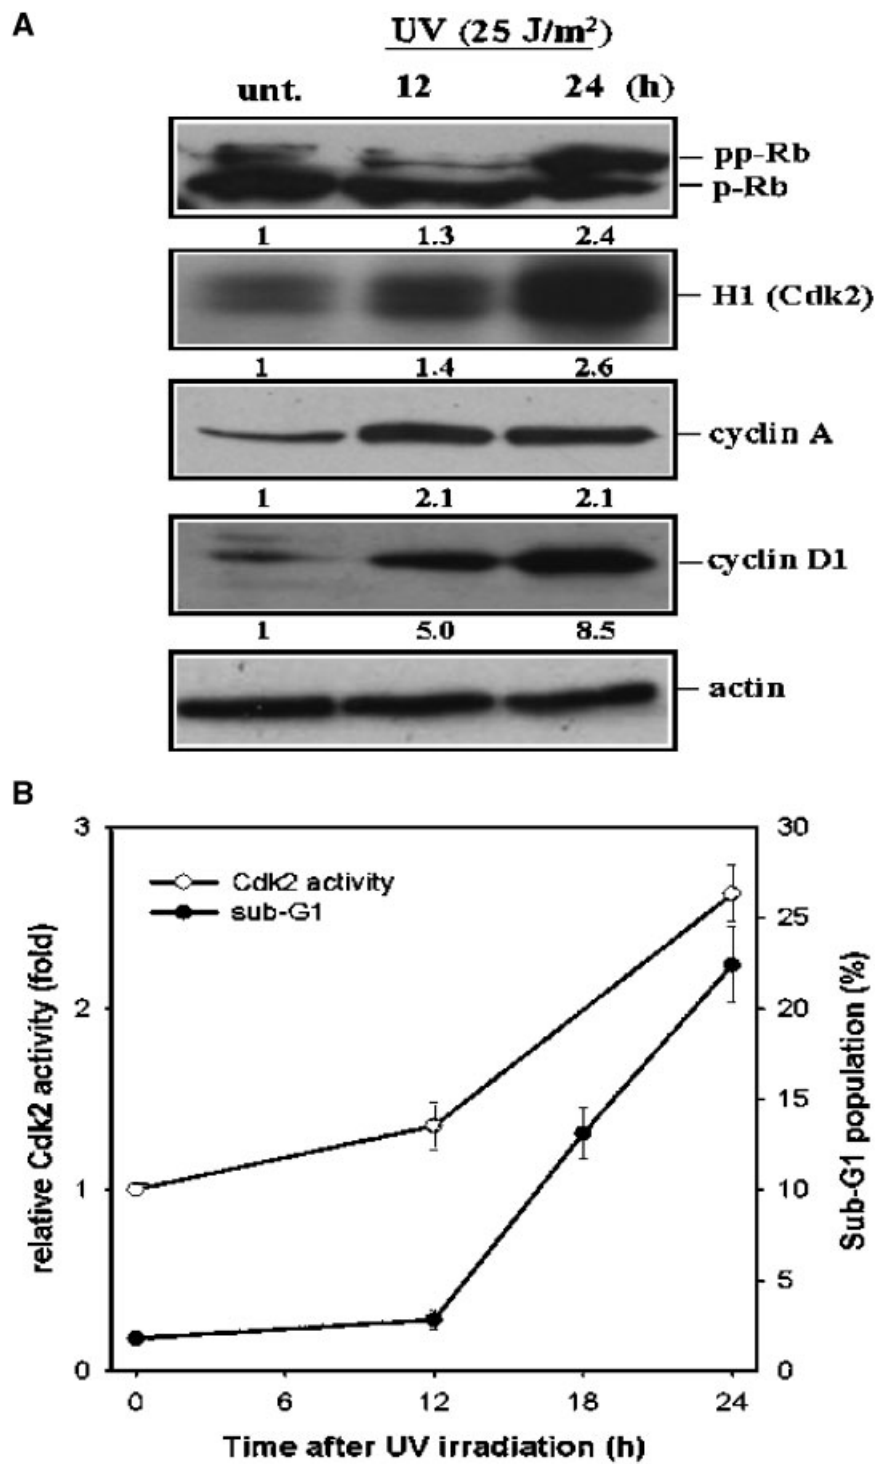 A
UV (25 J/m²)
unt. 12 24 (h)
pp-Rb
p-Rb
1 1.3 2.4
H1 (Cdk2)
1 1.4 2.6
cyclin A
1 2.1 2.1
cyclin D1
1 5.0 8.5
actin
B
3 30
Cdk2 activity
sub-G1
25
2 20
15
1 10
5
0 0
relative Cdk2 activity (fold)
Sub-G1 population (%)
0 6 12 18 24
Time after UV irradiation (h)